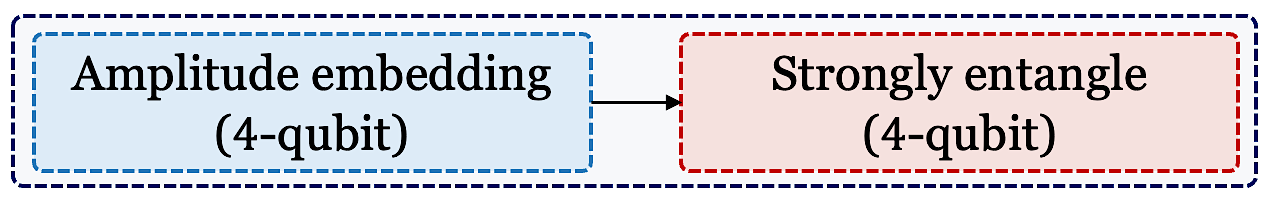 Amplitude embedding
(4-qubit)
Strongly entangle
(4-qubit)